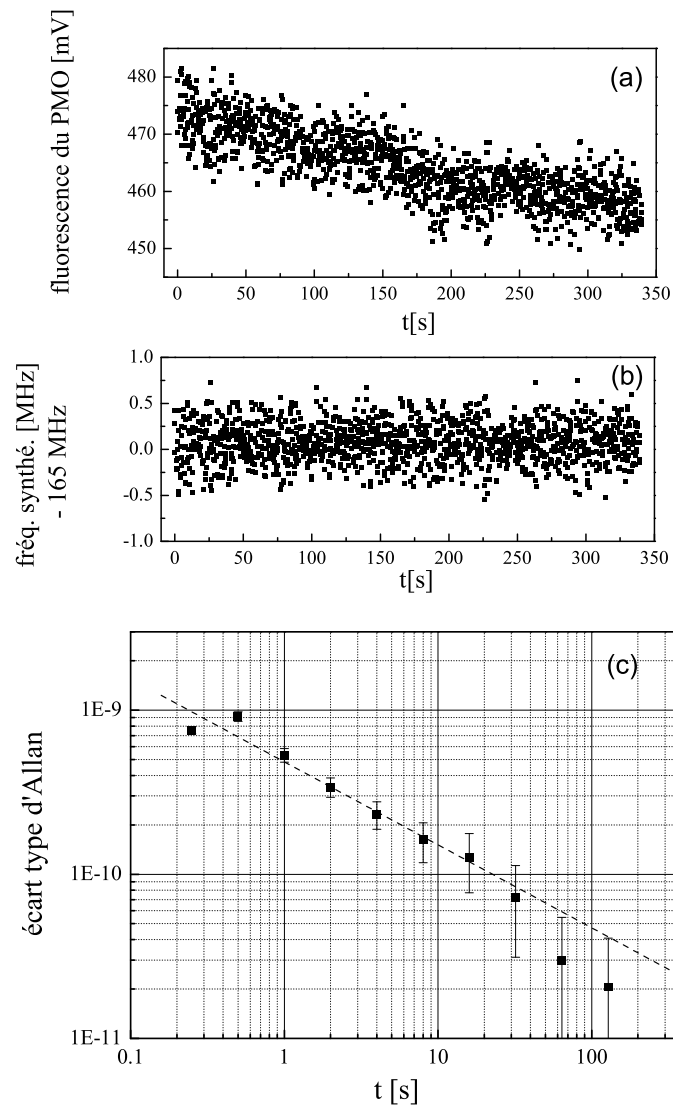 fluorescence du PMO [mV]
480
470
460
450
(a)
0 50 100 150 200 250 300 350
t[s]
fréq. synthé. [MHz]
- 165 MHz
1.0
0.5
0.0
-0.5
-1.0
(b)
0 50 100 150 200 250 300 350
t[s]
écart type d'Allan
1E-9
1E-10
1E-11
(c)
0.1 1 10 100
t [s]